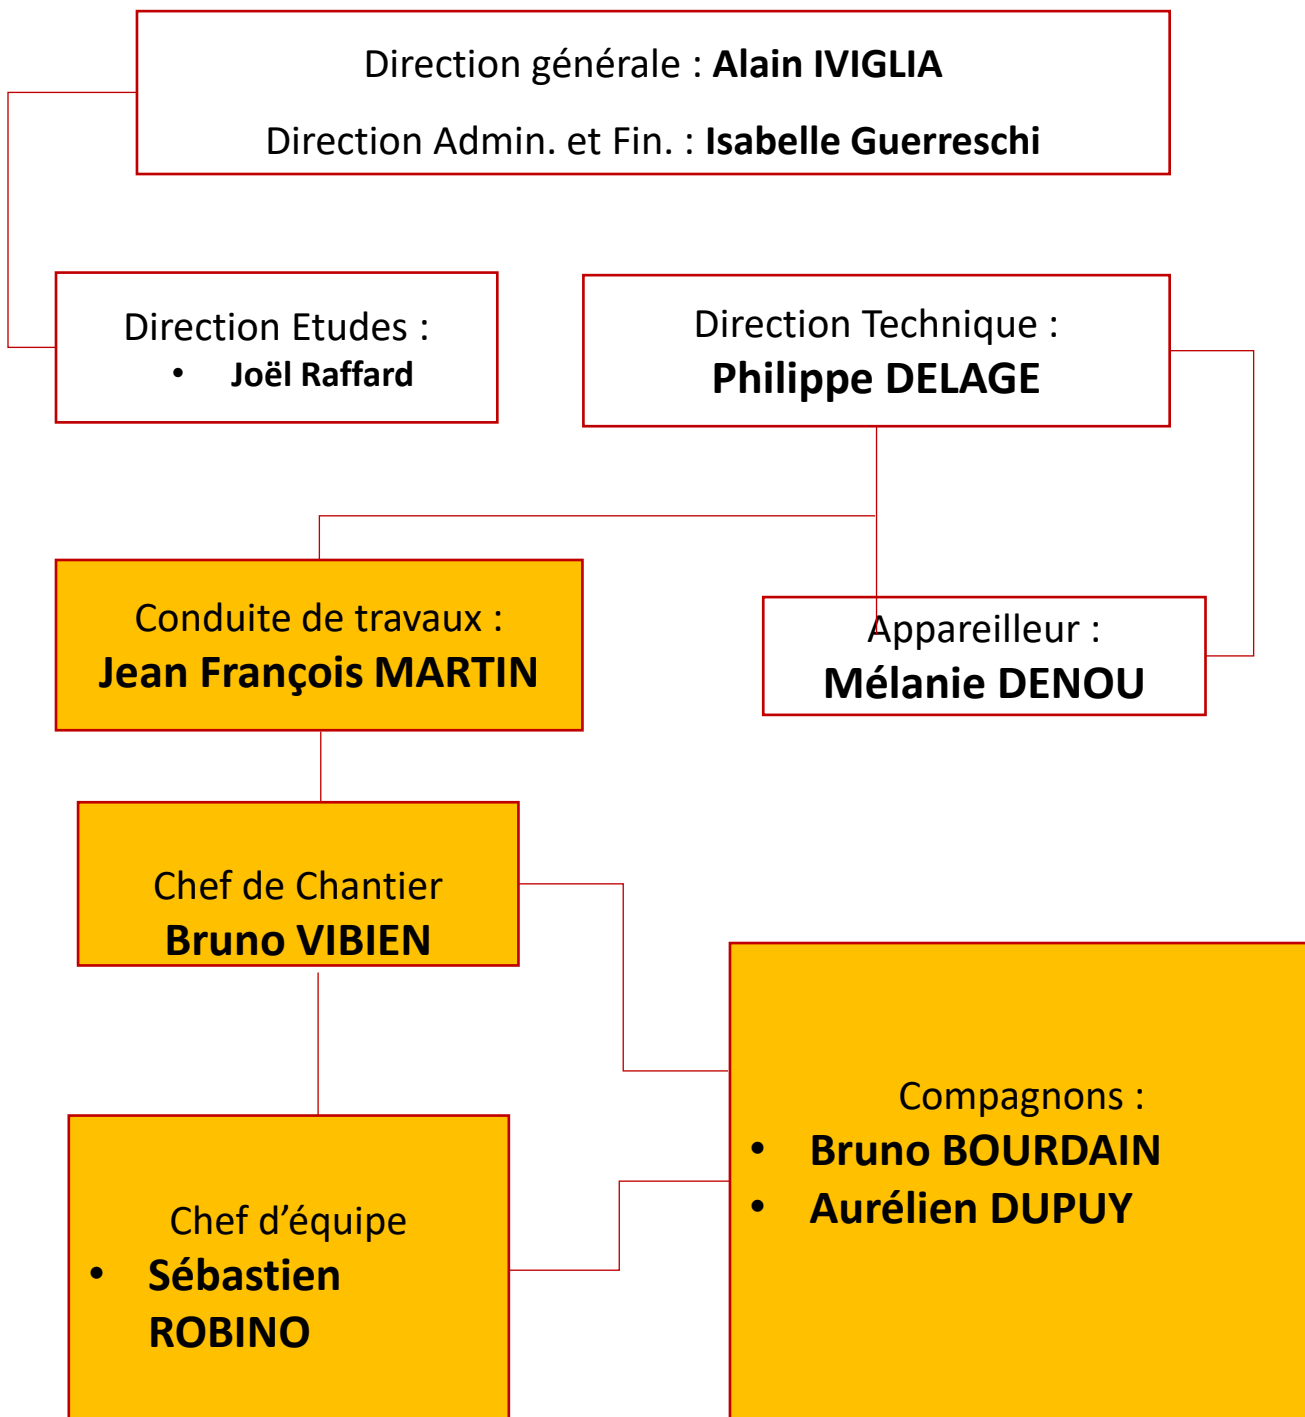 Direction générale : Alain IVIGLIA
Direction Admin. et Fin. : Isabelle Guerreschi
Direction Etudes :
• Joël Raffard
Direction Technique :
Philippe DELAGE
Conduite de travaux :
Jean François MARTIN
Appareilleur :
Mélanie DENOU
Chef de Chantier
Bruno VIBIEN
Compagnons :
• Bruno BOURDAIN
• Aurélien DUPUY
Chef d’équipe
• Sébastien
ROBINO